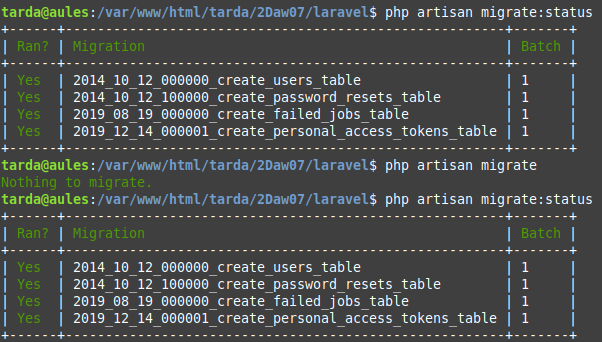 tarda@aules:/var/www/html/tarda/2Daw07/laravel$ php artisan migrate:status
+------+-------------------------------------------------------+-------+
| Ran? | Migration                                             | Batch |
+------+-------------------------------------------------------+-------+
| Yes  | 2014_10_12_000000_create_users_table                  | 1     |
| Yes  | 2014_10_12_100000_create_password_resets_table        | 1     |
| Yes  | 2019_08_19_000000_create_failed_jobs_table            | 1     |
| Yes  | 2019_12_14_000001_create_personal_access_tokens_table | 1     |
+------+-------------------------------------------------------+-------+
tarda@aules:/var/www/html/tarda/2Daw07/laravel$ php artisan migrate
Nothing to migrate.
tarda@aules:/var/www/html/tarda/2Daw07/laravel$ php artisan migrate:status
+------+-------------------------------------------------------+-------+
| Ran? | Migration                                             | Batch |
+------+-------------------------------------------------------+-------+
| Yes  | 2014_10_12_000000_create_users_table                  | 1     |
| Yes  | 2014_10_12_100000_create_password_resets_table        | 1     |
| Yes  | 2019_08_19_000000_create_failed_jobs_table            | 1     |
| Yes  | 2019_12_14_000001_create_personal_access_tokens_table | 1     |
+------+-------------------------------------------------------+-------+